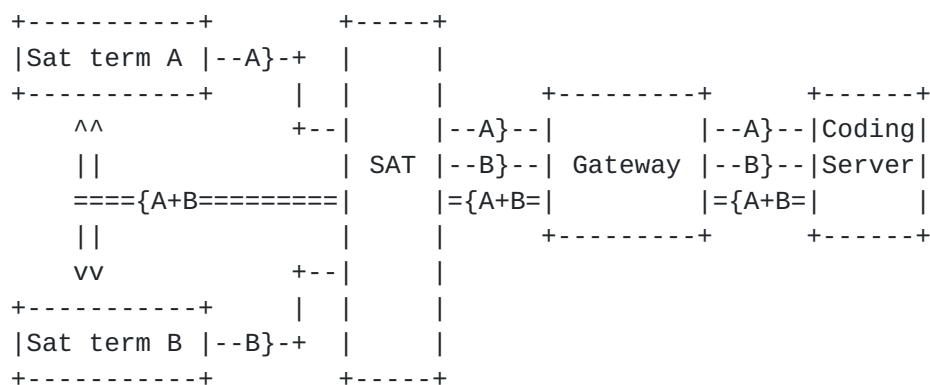 +-----------+        +-----+
|Sat term A |--A}-+  |     |
+-----------+     |  |     |      +---------+      +------+
    ^^            +--|     |--A}--|         |--A}--|Coding|
    ||               | SAT |--B}--| Gateway |--B}--|Server|
    ===={A+B=========|     |={A+B=|         |={A+B=|      |
    ||               |     |      +---------+      +------+
    vv            +--|     |
+-----------+     |  |     |
|Sat term B |--B}-+  |     |
+-----------+        +-----+